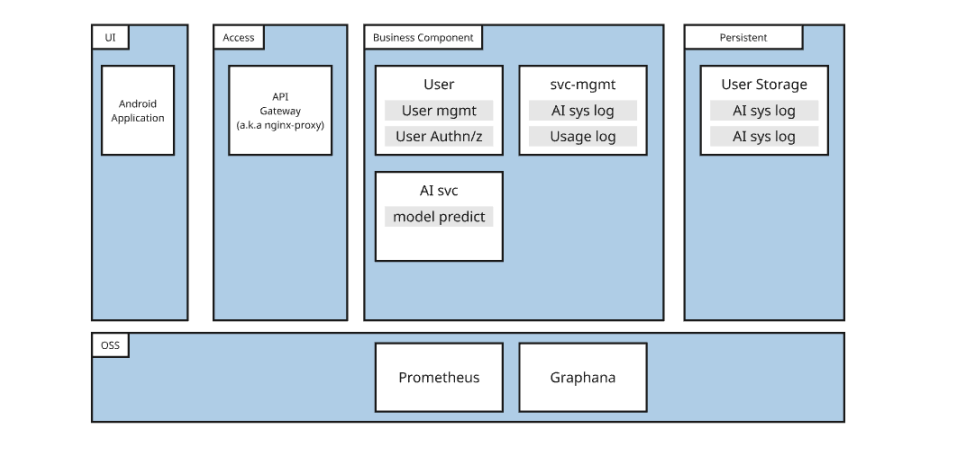 UI
Android
Application
Access
API
Gateway
(a.k.a nginx-proxy)
Business Component
User
User mgmt
User Authn/z
svc-mgmt
AI sys log
Usage log
AI svc
model predict
Persistent
User Storage
AI sys log
AI sys log
OSS
Prometheus
Graphana